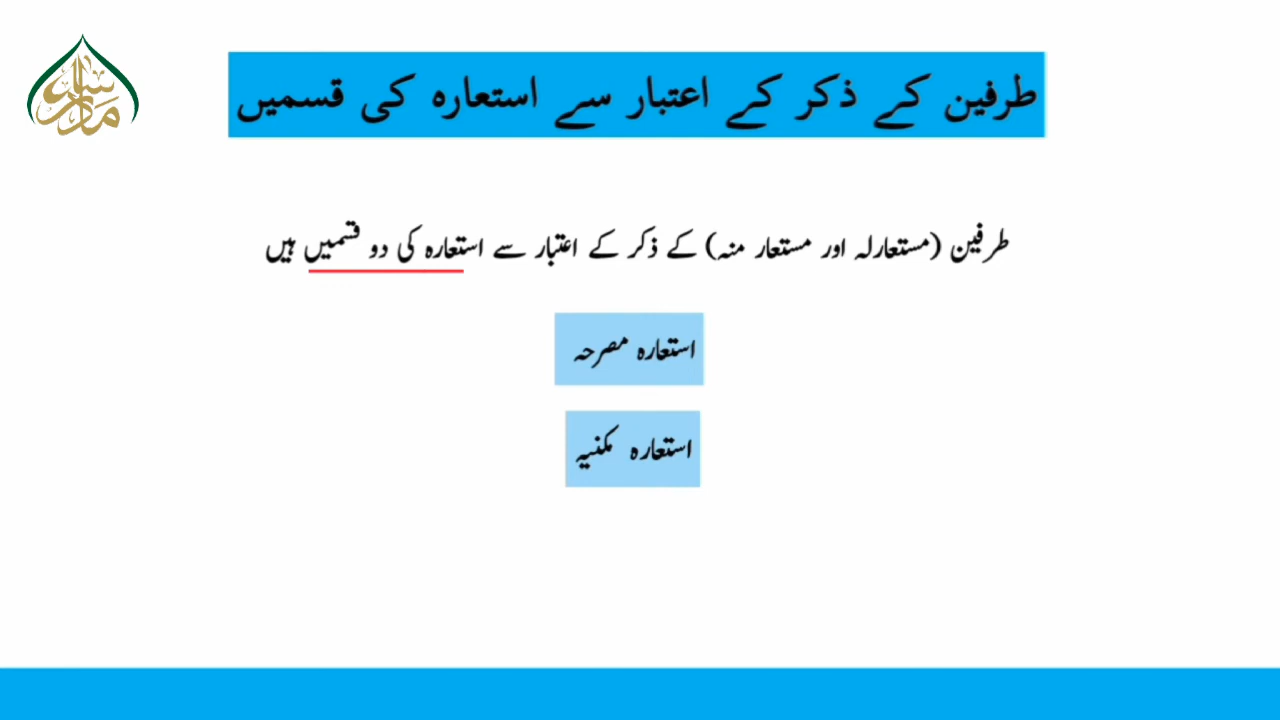 طرفین کے ذکر کے اعتبار سے استعارہ کی قسمیں
طرفین (مستعارلہ اور مستعار منہ) کے ذکر کے اعتبار سے استعارہ کی دو قسمیں ہیں
استعارہ مصرحہ
استعارہ مکنیہ